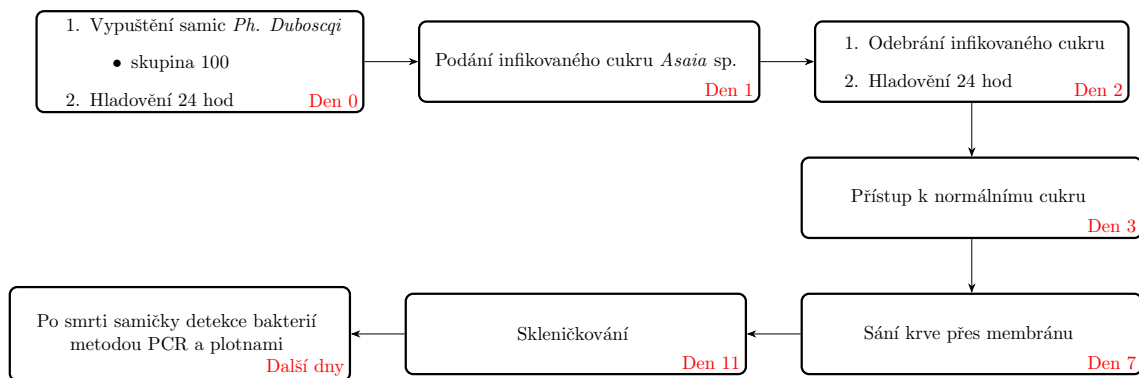 1. Vypuštění samic Ph. Duboscqi
• skupina 100
2. Hladovění 24 hod
Den 0
Podání infikovaného cukru Asaia sp.
Den 1
1. Odebrání infikovaného cukru
2. Hladovění 24 hod
Den 2
Přístup k normálnímu cukru
Den 3
Sání krve přes membránu
Den 7
Skleničkování
Den 11
Po smrti samičky detekce bakterií
metodou PCR a plotnami
Další dny